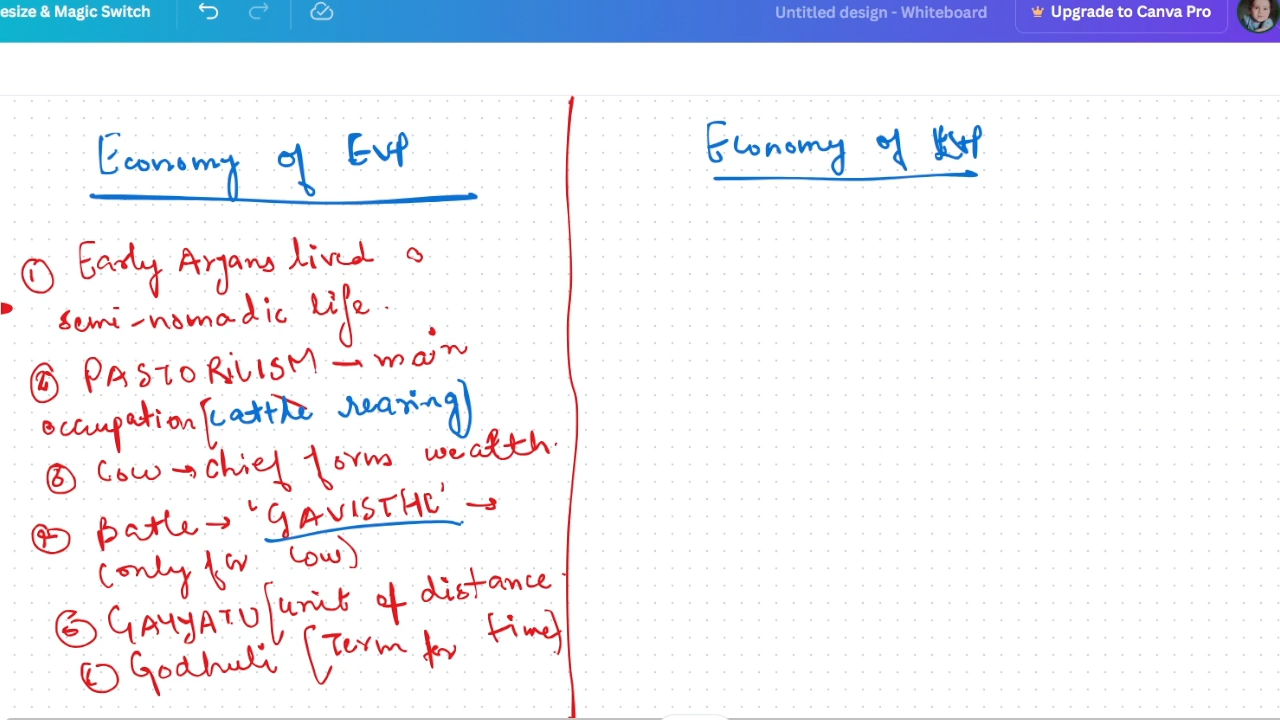 esize & Magic Switch
Untitled design - Whiteboard
Upgrade to Canva Pro
Economy of EVP
① Early Aryans lived a
semi-nomadic life.
② PASTORILISM – main
occupation [cattle rearing]
③ Cow → chief form wealth.
④ Batle → 'GAVISTHI' →
(only for cow)
⑤ GAYYATU [unit of distance.
Godhuli [Term for time]
Economy of